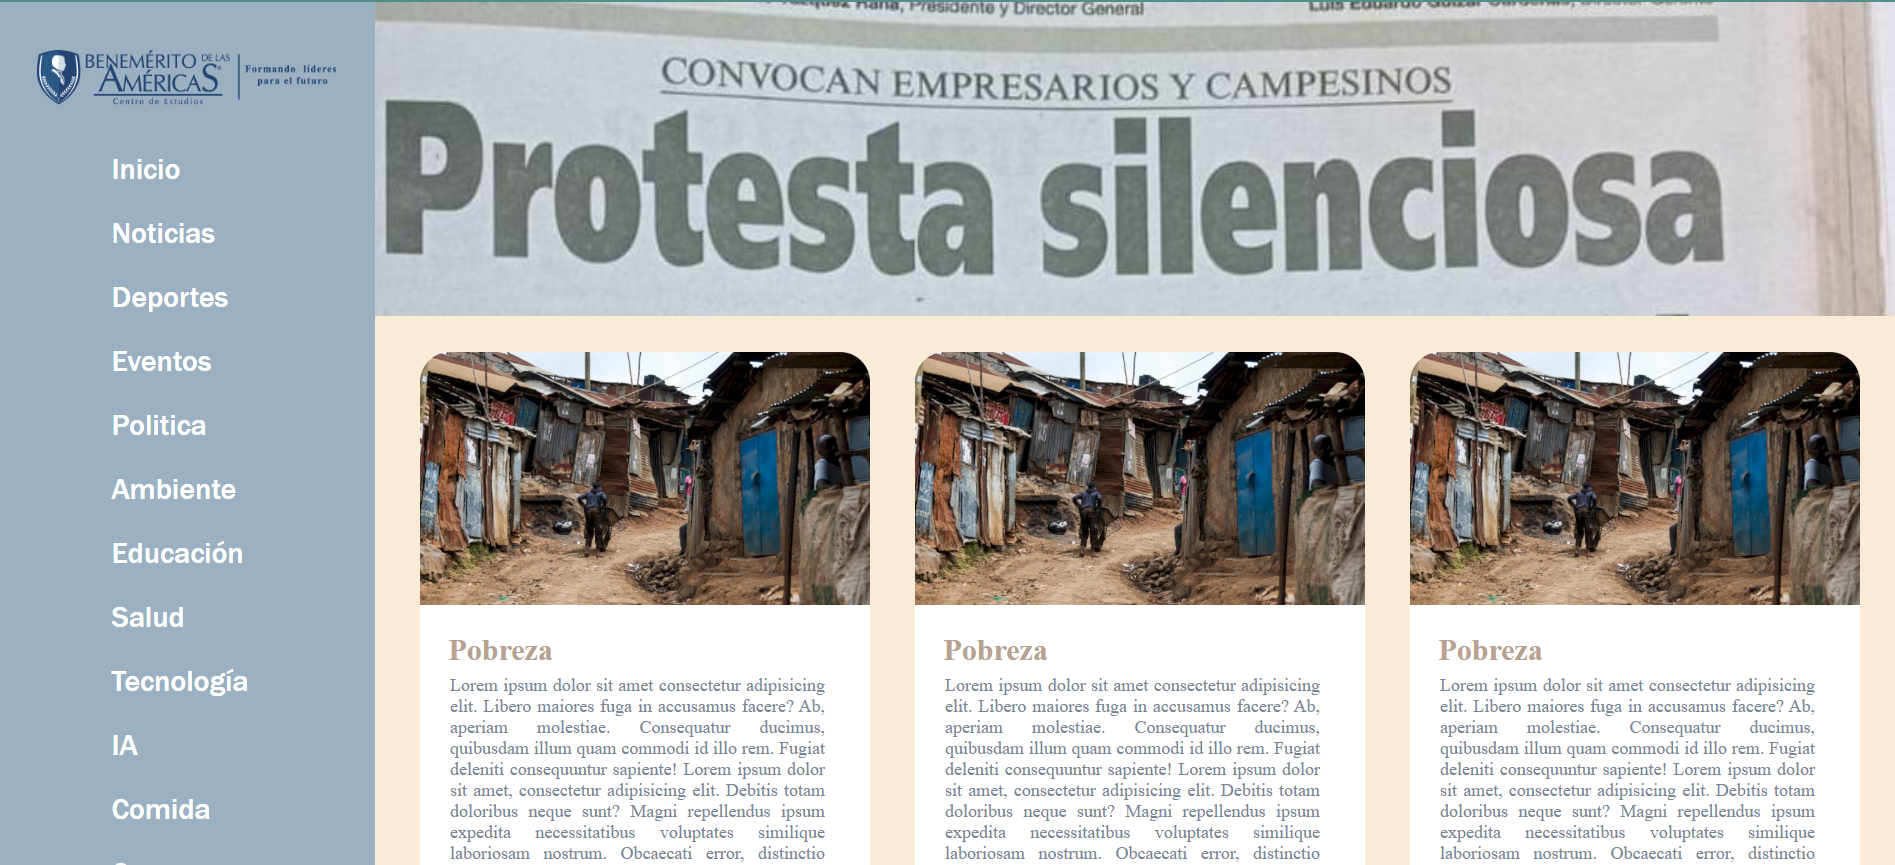 BENEMÉRITO DE LAS
AMÉRICAS
Centro de Estudios
Formando líderes
para el futuro
Inicio
Noticias
Deportes
Eventos
Politica
Ambiente
Educación
Salud
Tecnología
IA
Comida
Rana, Presidente y Director General
Luis Eduardo
CONVOCAN EMPRESARIOS Y CAMPESINOS
Protesta silenciosa
Pobreza
Lorem ipsum dolor sit amet consectetur adipisicing
elit. Libero maiores fuga in accusamus facere? Ab,
aperiam molestiae. Consequatur ducimus,
quibusdam illum quam commodi id illo rem. Fugiat
deleniti consequuntur sapiente! Lorem ipsum dolor
sit amet, consectetur adipisicing elit. Debitis totam
doloribus neque sunt? Magni repellendus ipsum
expedita necessitatibus voluptates similique
laboriosam nostrum. Obcaecati error, distinctio
Pobreza
Lorem ipsum dolor sit amet consectetur adipisicing
elit. Libero maiores fuga in accusamus facere? Ab,
aperiam molestiae. Consequatur ducimus,
quibusdam illum quam commodi id illo rem. Fugiat
deleniti consequuntur sapiente! Lorem ipsum dolor
sit amet, consectetur adipisicing elit. Debitis totam
doloribus neque sunt? Magni repellendus ipsum
expedita necessitatibus voluptates similique
laboriosam nostrum. Obcaecati error, distinctio
Pobreza
Lorem ipsum dolor sit amet consectetur adipisicing
elit. Libero maiores fuga in accusamus facere? Ab,
aperiam molestiae. Consequatur ducimus,
quibusdam illum quam commodi id illo rem. Fugiat
deleniti consequuntur sapiente! Lorem ipsum dolor
sit amet, consectetur adipisicing elit. Debitis totam
doloribus neque sunt? Magni repellendus ipsum
expedita necessitatibus voluptates similique
laboriosam nostrum. Obcaecati error, distinctio